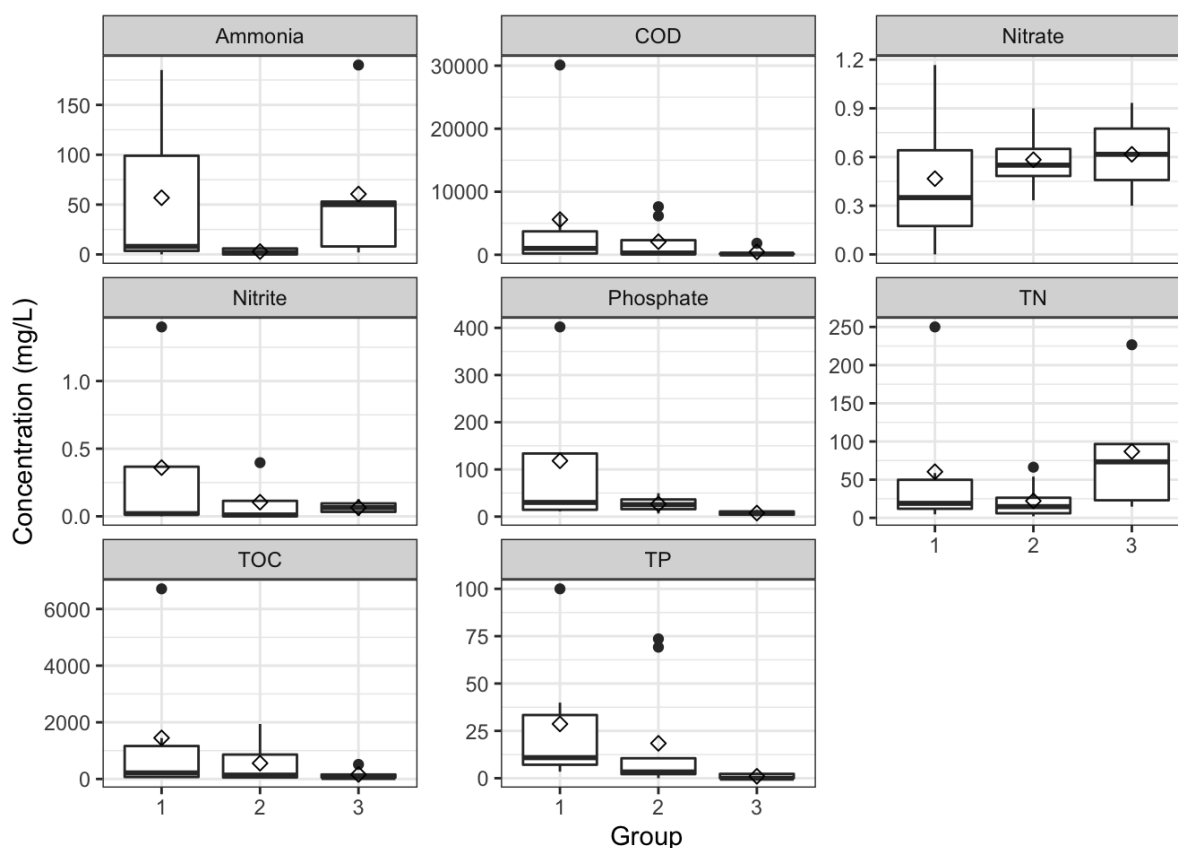 Ammonia
COD
Nitrate
150
100
50
0
30000
20000
10000
0
1.2
0.9
0.6
0.3
0.0
Concentration (mg/L)
Nitrite
Phosphate
TN
1.0
0.5
0.0
400
300
200
100
0
250
200
150
100
50
0
1 2 3
TOC
TP
6000
4000
2000
0
100
75
50
25
0
1 2 3
1 2 3
Group